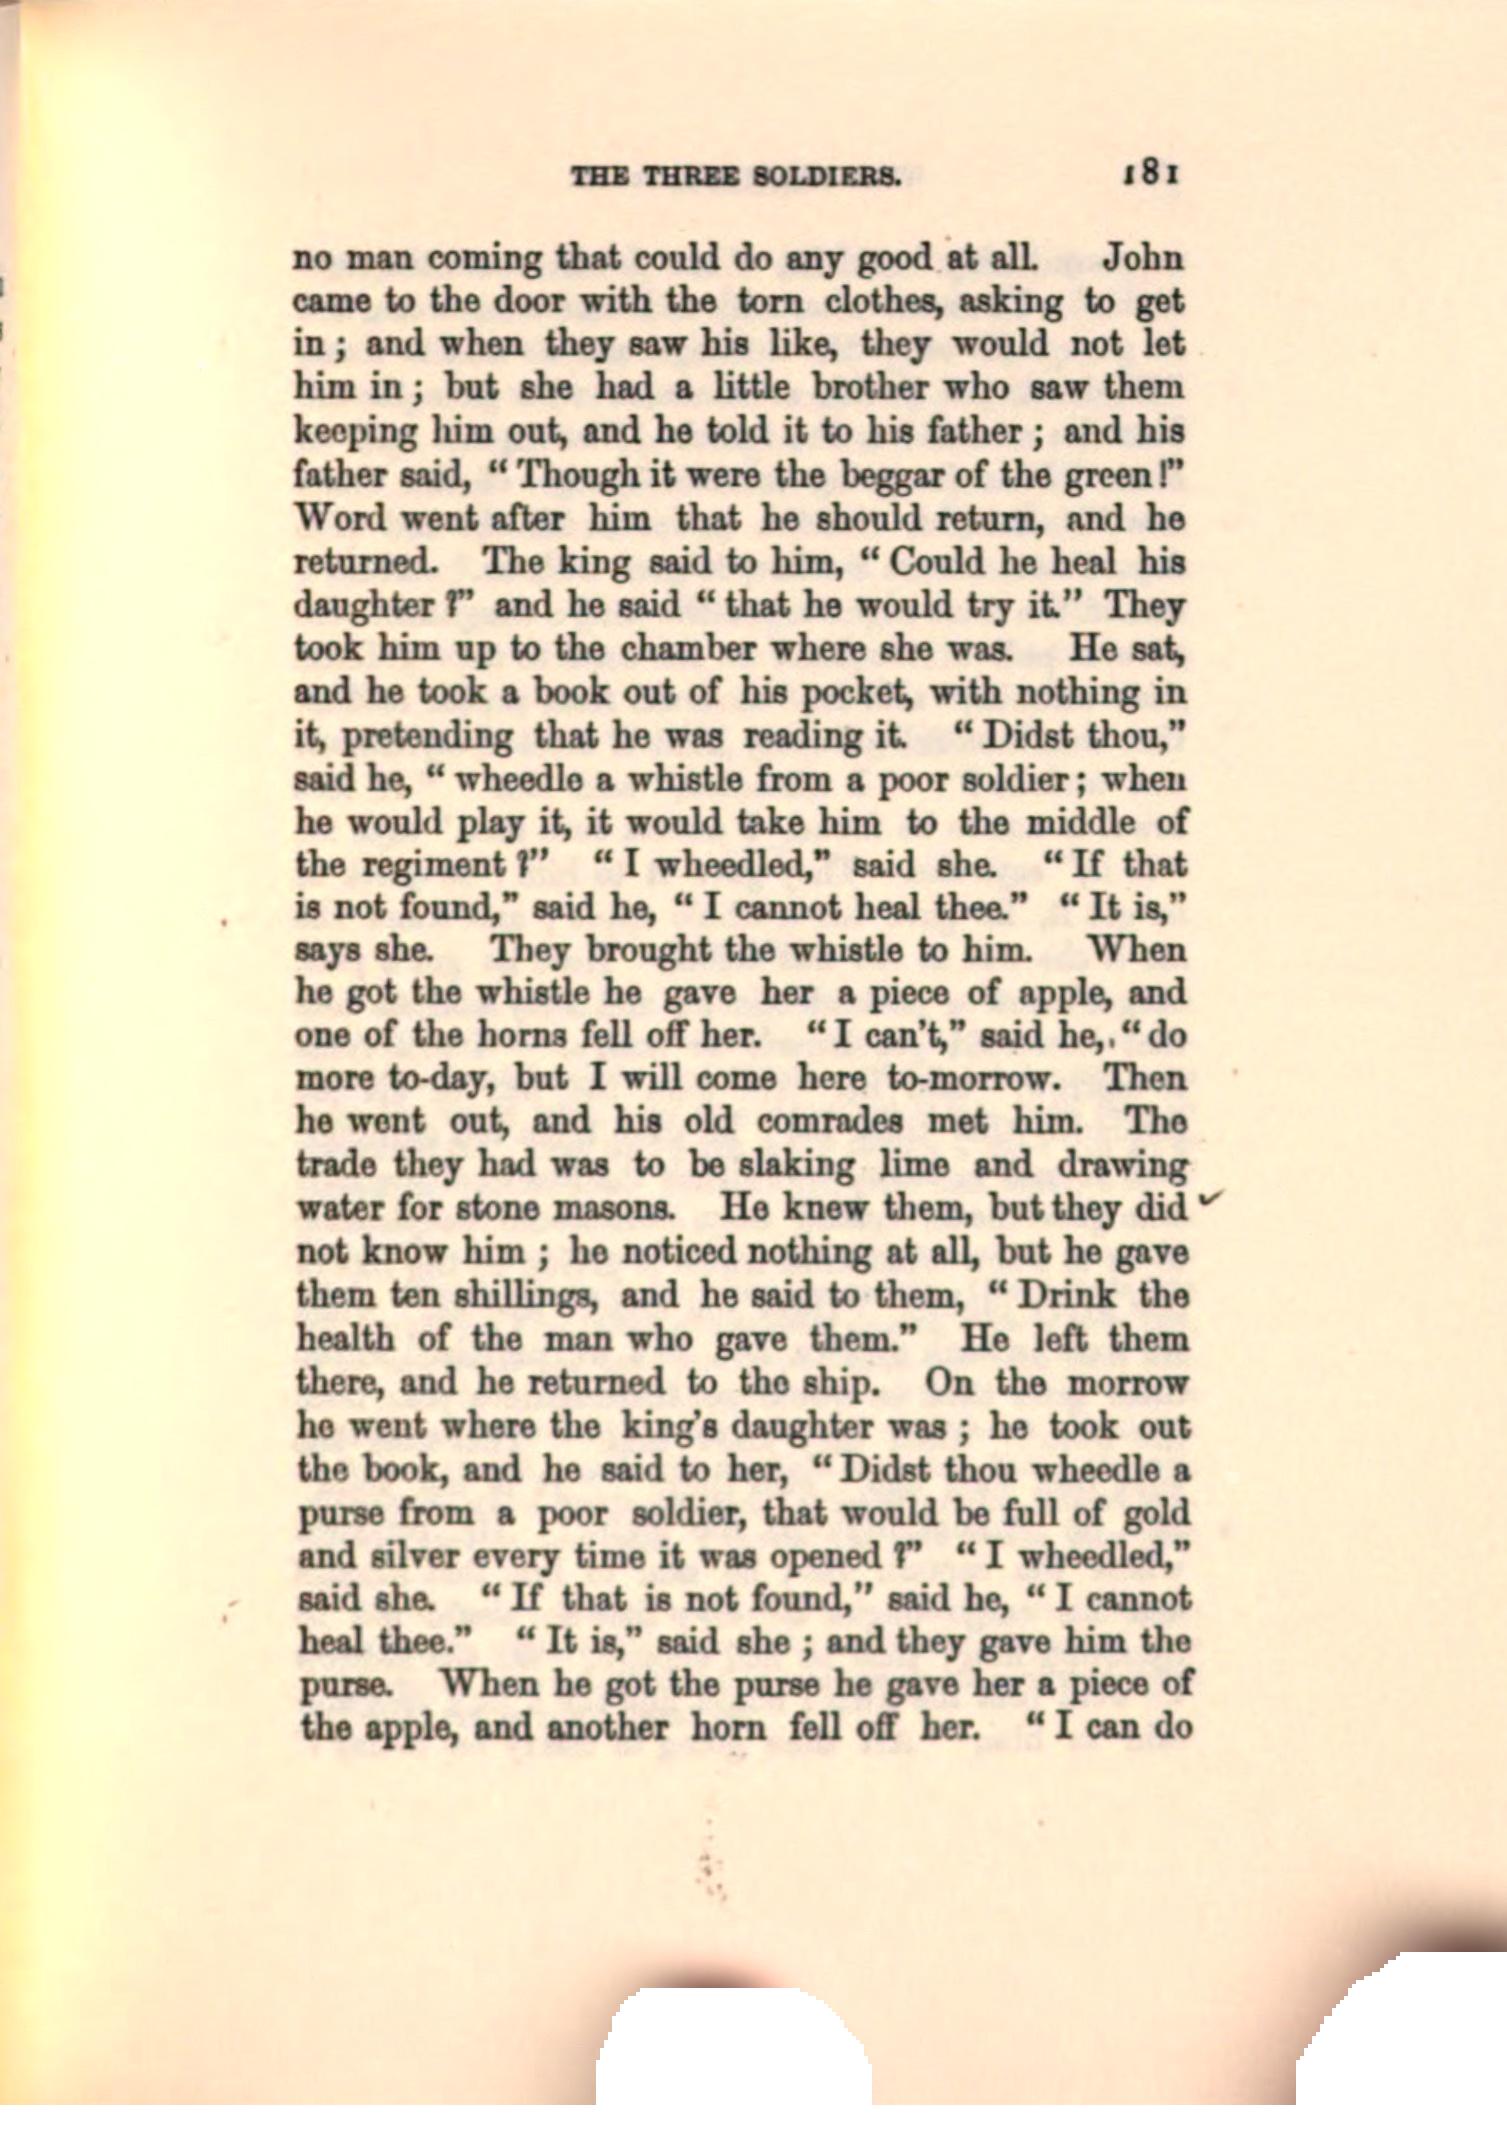 THE THREE SOLDIERS. 181
no man coming that could do any good at all. John
came to the door with the torn clothes, asking to get
in; and when they saw his like, they would not let
him in; but she had a little brother who saw them
keeping him out, and he told it to his father; and his
father said, “Though it were the beggar of the green!”
Word went after him that he should return, and he
returned. The king said to him, “Could he heal his
daughter?” and he said “that he would try it.” They
took him up to the chamber where she was. He sat,
and he took a book out of his pocket, with nothing in
it, pretending that he was reading it. “Didst thou,”
said he, “wheedle a whistle from a poor soldier; when
he would play it, it would take him to the middle of
the regiment?” “I wheedled,” said she. “If that
is not found,” said he, “I cannot heal thee.” “It is,”
says she. They brought the whistle to him. When
he got the whistle he gave her a piece of apple, and
one of the horns fell off her. “I can't,” said he, “do
more to-day, but I will come here to-morrow. Then
he went out, and his old comrades met him. The
trade they had was to be slaking lime and drawing
water for stone masons. He knew them, but they did
not know him; he noticed nothing at all, but he gave
them ten shillings, and he said to them, “Drink the
health of the man who gave them.” He left them
there, and he returned to the ship. On the morrow
he went where the king's daughter was; he took out
the book, and he said to her, “Didst thou wheedle a
purse from a poor soldier, that would be full of gold
and silver every time it was opened?” “I wheedled,”
said she. “If that is not found,” said he, “I cannot
heal thee.” “It is,” said she; and they gave him the
purse. When he got the purse he gave her a piece of
the apple, and another horn fell off her. “I can do